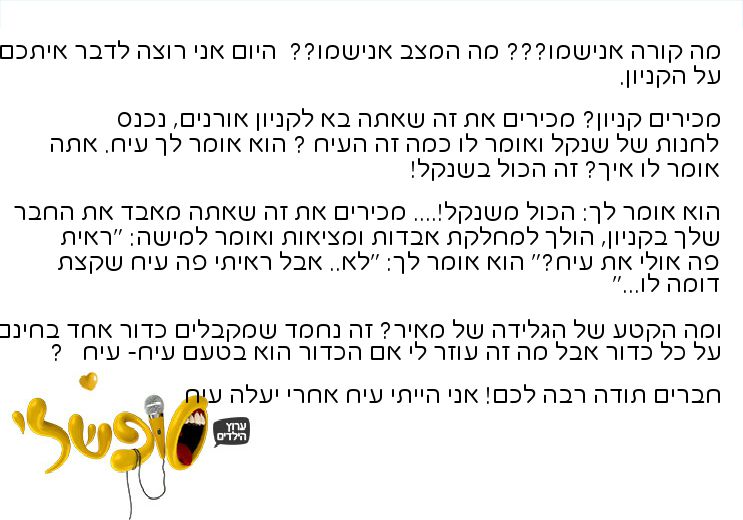 מה קורה אנישמו??? מה המצב אנישמו?? היום אני רוצה לדבר איתכם
על הקניון.
מכירים קניון? מכירים את זה שאתה בא לקניון אורנים, נכנס
לחנות של שנקל ואומר לו כמה זה העיח ? הוא אומר לך עיח. אתה
אומר לו איך? זה הכול בשנקל!
הוא אומר לך: הכול משנקל!.... מכירים את זה שאתה מאבד את החבר
שלך בקניון, הולך למחלקת אבדות ומציאות ואומר למישה: "ראית
פה אולי את עיח?" הוא אומר לך: "לא.. אבל ראיתי פה עיח שקצת
דומה לו..."
ומה הקטע של הגלידה של מאיר? זה נחמד שמקבלים כדור אחד בחינם
על כל כדור אבל מה זה עוזר לי אם הכדור הוא בטעם עיח- עיח ?
חברים תודה רבה לכם! אני הייתי עיח אחרי יעלה עיח
סופשלי
ערוץ
הילדים